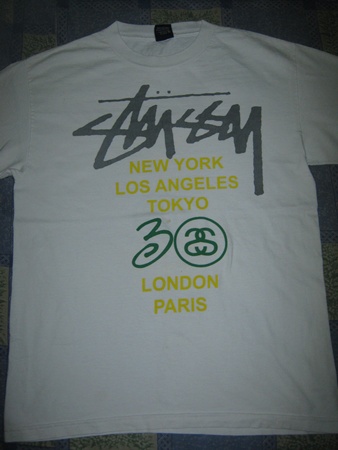 STÜSSY
NEW YORK
LOS ANGELES
TOKYO
30
LONDON
PARIS